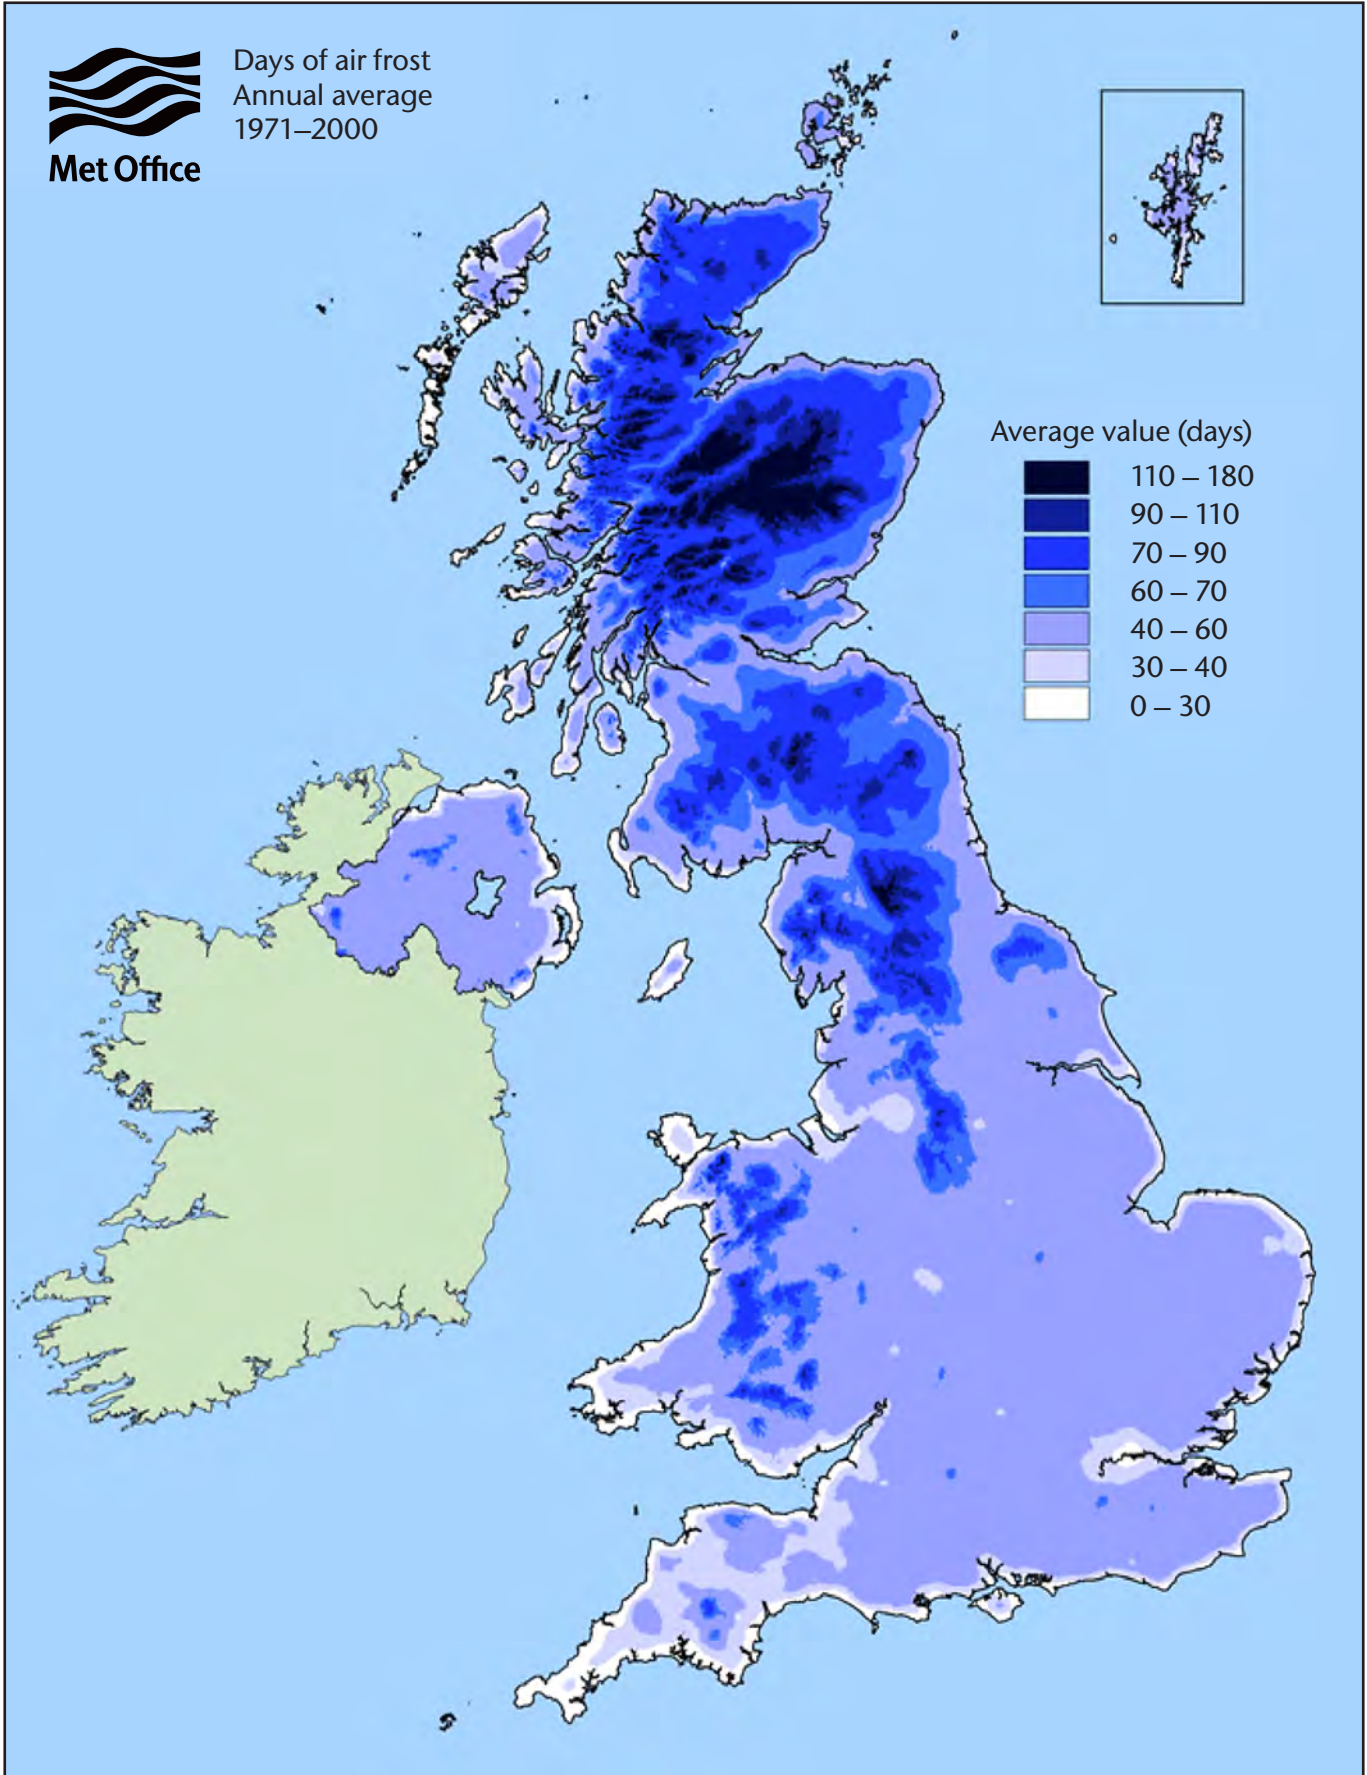 Days of air frost
Annual average
1971–2000
Met Office
Average value (days)
110 – 180
90 – 110
70 – 90
60 – 70
40 – 60
30 – 40
0 – 30